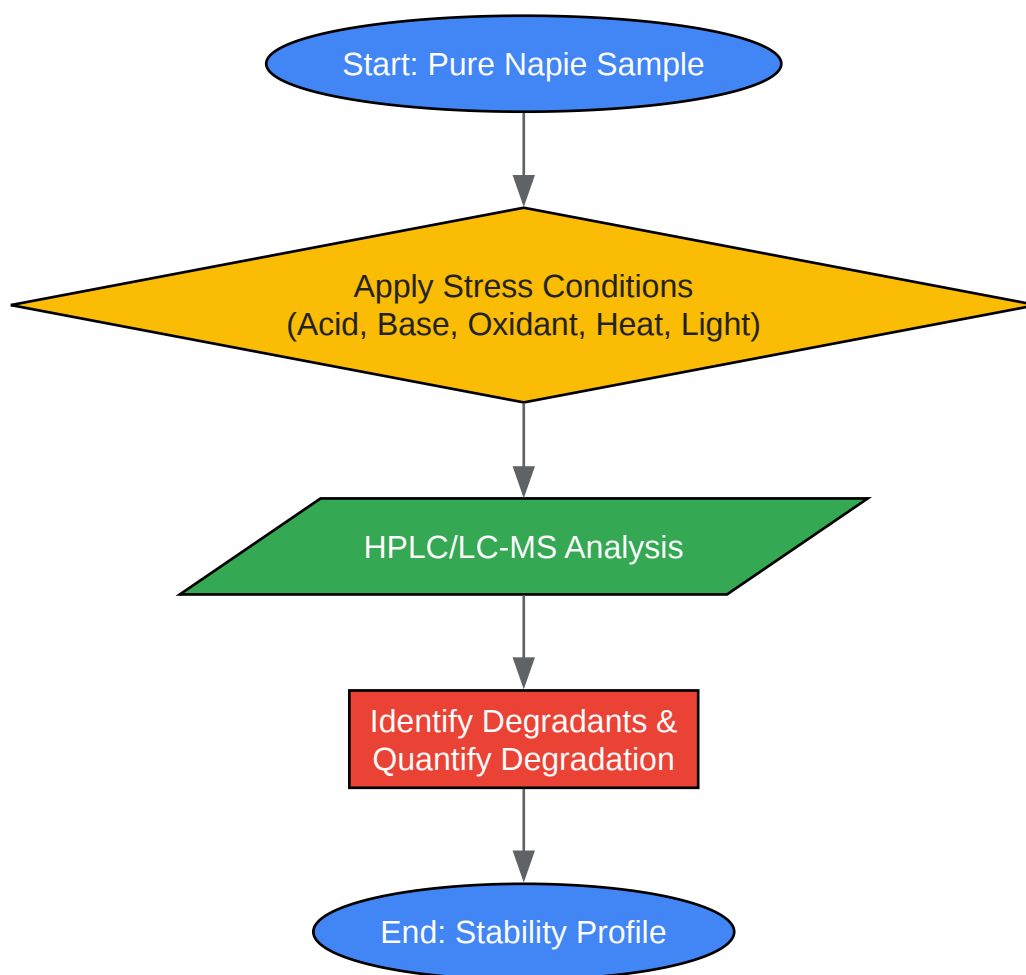 Start: Pure Napie Sample
Apply Stress Conditions
(Acid, Base, Oxidant, Heat, Light)
HPLC/LC-MS Analysis
Identify Degradants &
Quantify Degradation
End: Stability Profile